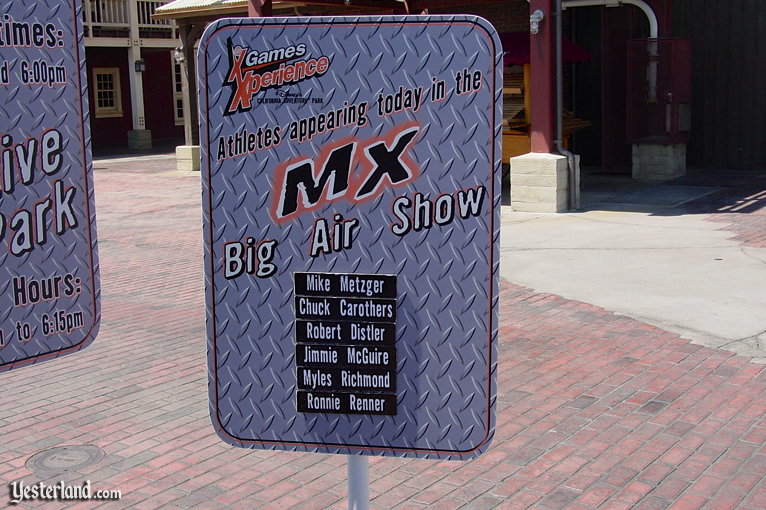 times:
6:00pm
ive
Park
Hours:
to 6:15pm
X Games
Xperience
DISNEY'S
CALIFORNIA ADVENTURE PARK
Athletes appearing today in the
MX
Big Air Show
Mike Metzger
Chuck Carothers
Robert Distler
Jimmie McGuire
Myles Richmond
Ronnie Renner
Yesterland.com